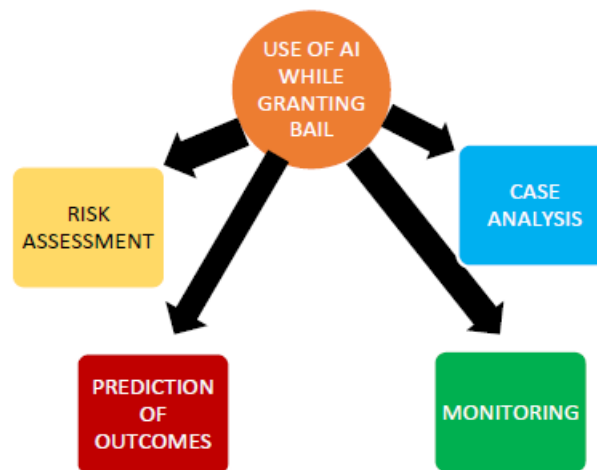 USE OF AI
WHILE
GRANTING
BAIL
RISK
ASSESSMENT
CASE
ANALYSIS
PREDICTION
OF
OUTCOMES
MONITORING